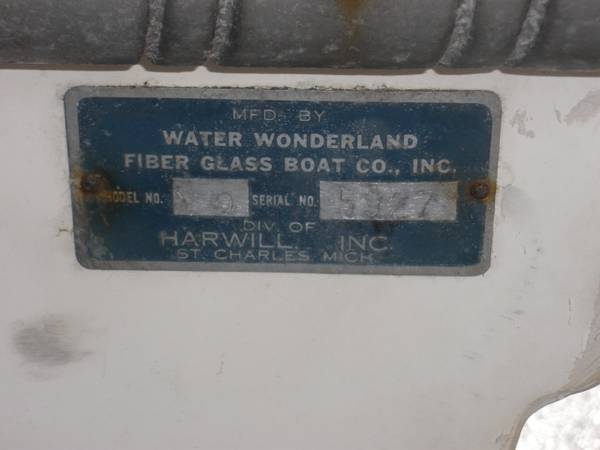 MFD. BY
WATER WONDERLAND
FIBER GLASS BOAT CO., INC.
MODEL NO. SERIAL NO.
DIV. OF
HARWILL, INC.
ST. CHARLES MICH.